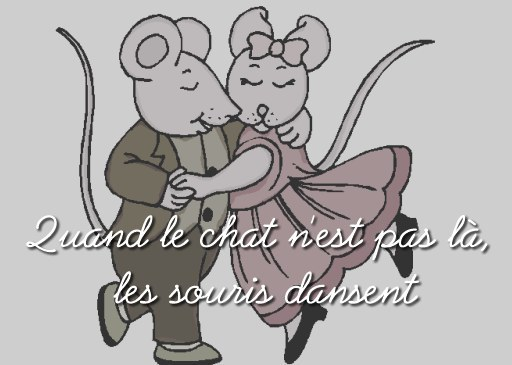 Quand le chat n'est pas là,
les souris dansent